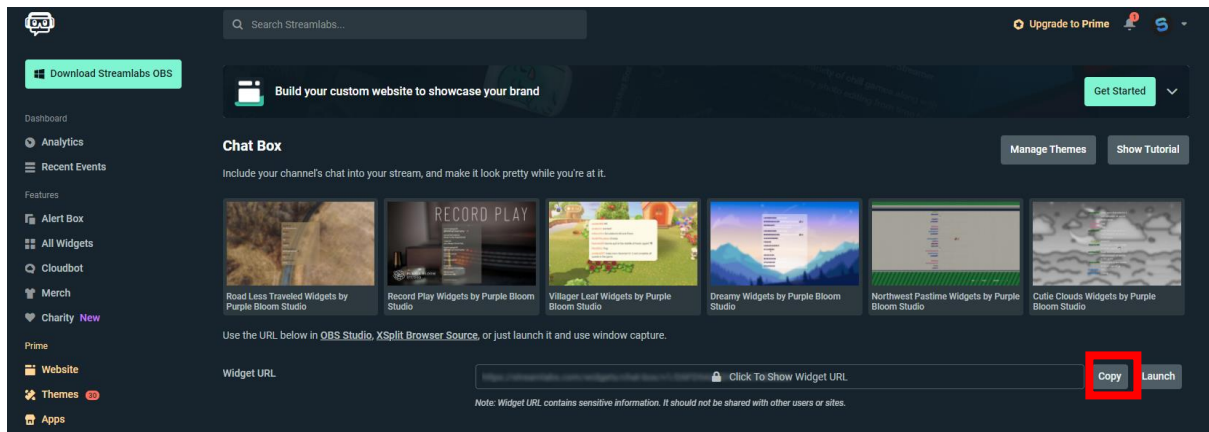 Search Streamlabs...
Upgrade to Prime
1
S
Download Streamlabs OBS
Build your custom website to showcase your brand
Get Started
Dashboard
Analytics
Recent Events
Features
Alert Box
All Widgets
Cloudbot
Merch
Charity New
Prime
Website
Themes 30
Apps
Chat Box
Manage Themes
Show Tutorial
Include your channel's chat into your stream, and make it look pretty while you're at it.
RECORD PLAY
Road Less Traveled Widgets by
Purple Bloom Studio
Record Play Widgets by Purple Bloom
Studio
Villager Leaf Widgets by Purple
Bloom Studio
Dreamy Widgets by Purple Bloom
Studio
Northwest Pastime Widgets by Purple
Bloom Studio
Cutie Clouds Widgets by Purple
Bloom Studio
Use the URL below in OBS Studio, XSplit Browser Source, or just launch it and use window capture.
Widget URL
Click To Show Widget URL
Copy
Launch
Note: Widget URL contains sensitive information. It should not be shared with other users or sites.